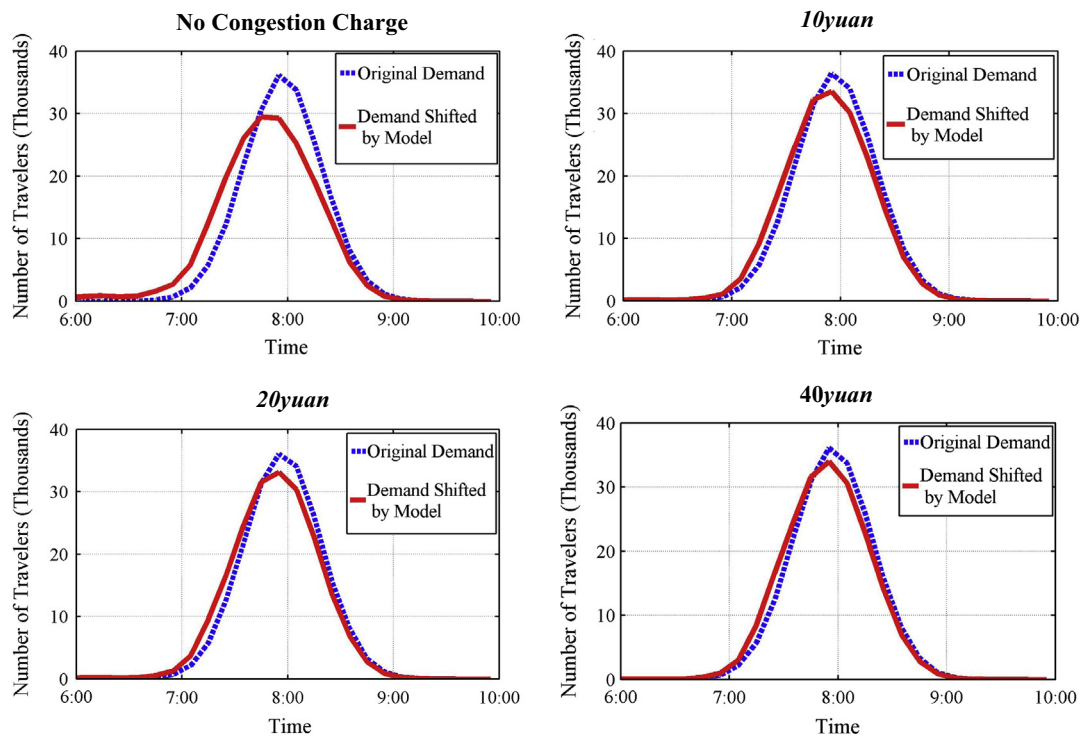 No Congestion Charge
Number of Travelers (Thousands)
40
30
20
10
0
Original Demand
Demand Shifted
by Model
6:00
7:00
8:00
9:00
10:00
Time
10yuan
Number of Travelers (Thousands)
40
30
20
10
0
Original Demand
Demand Shifted
by Model
6:00
7:00
8:00
9:00
10:00
Time
20yuan
Number of Travelers (Thousands)
40
30
20
10
0
Original Demand
Demand Shifted
by Model
6:00
7:00
8:00
9:00
10:00
Time
40yuan
Number of Travelers (Thousands)
40
30
20
10
0
Original Demand
Demand Shifted
by Model
6:00
7:00
8:00
9:00
10:00
Time